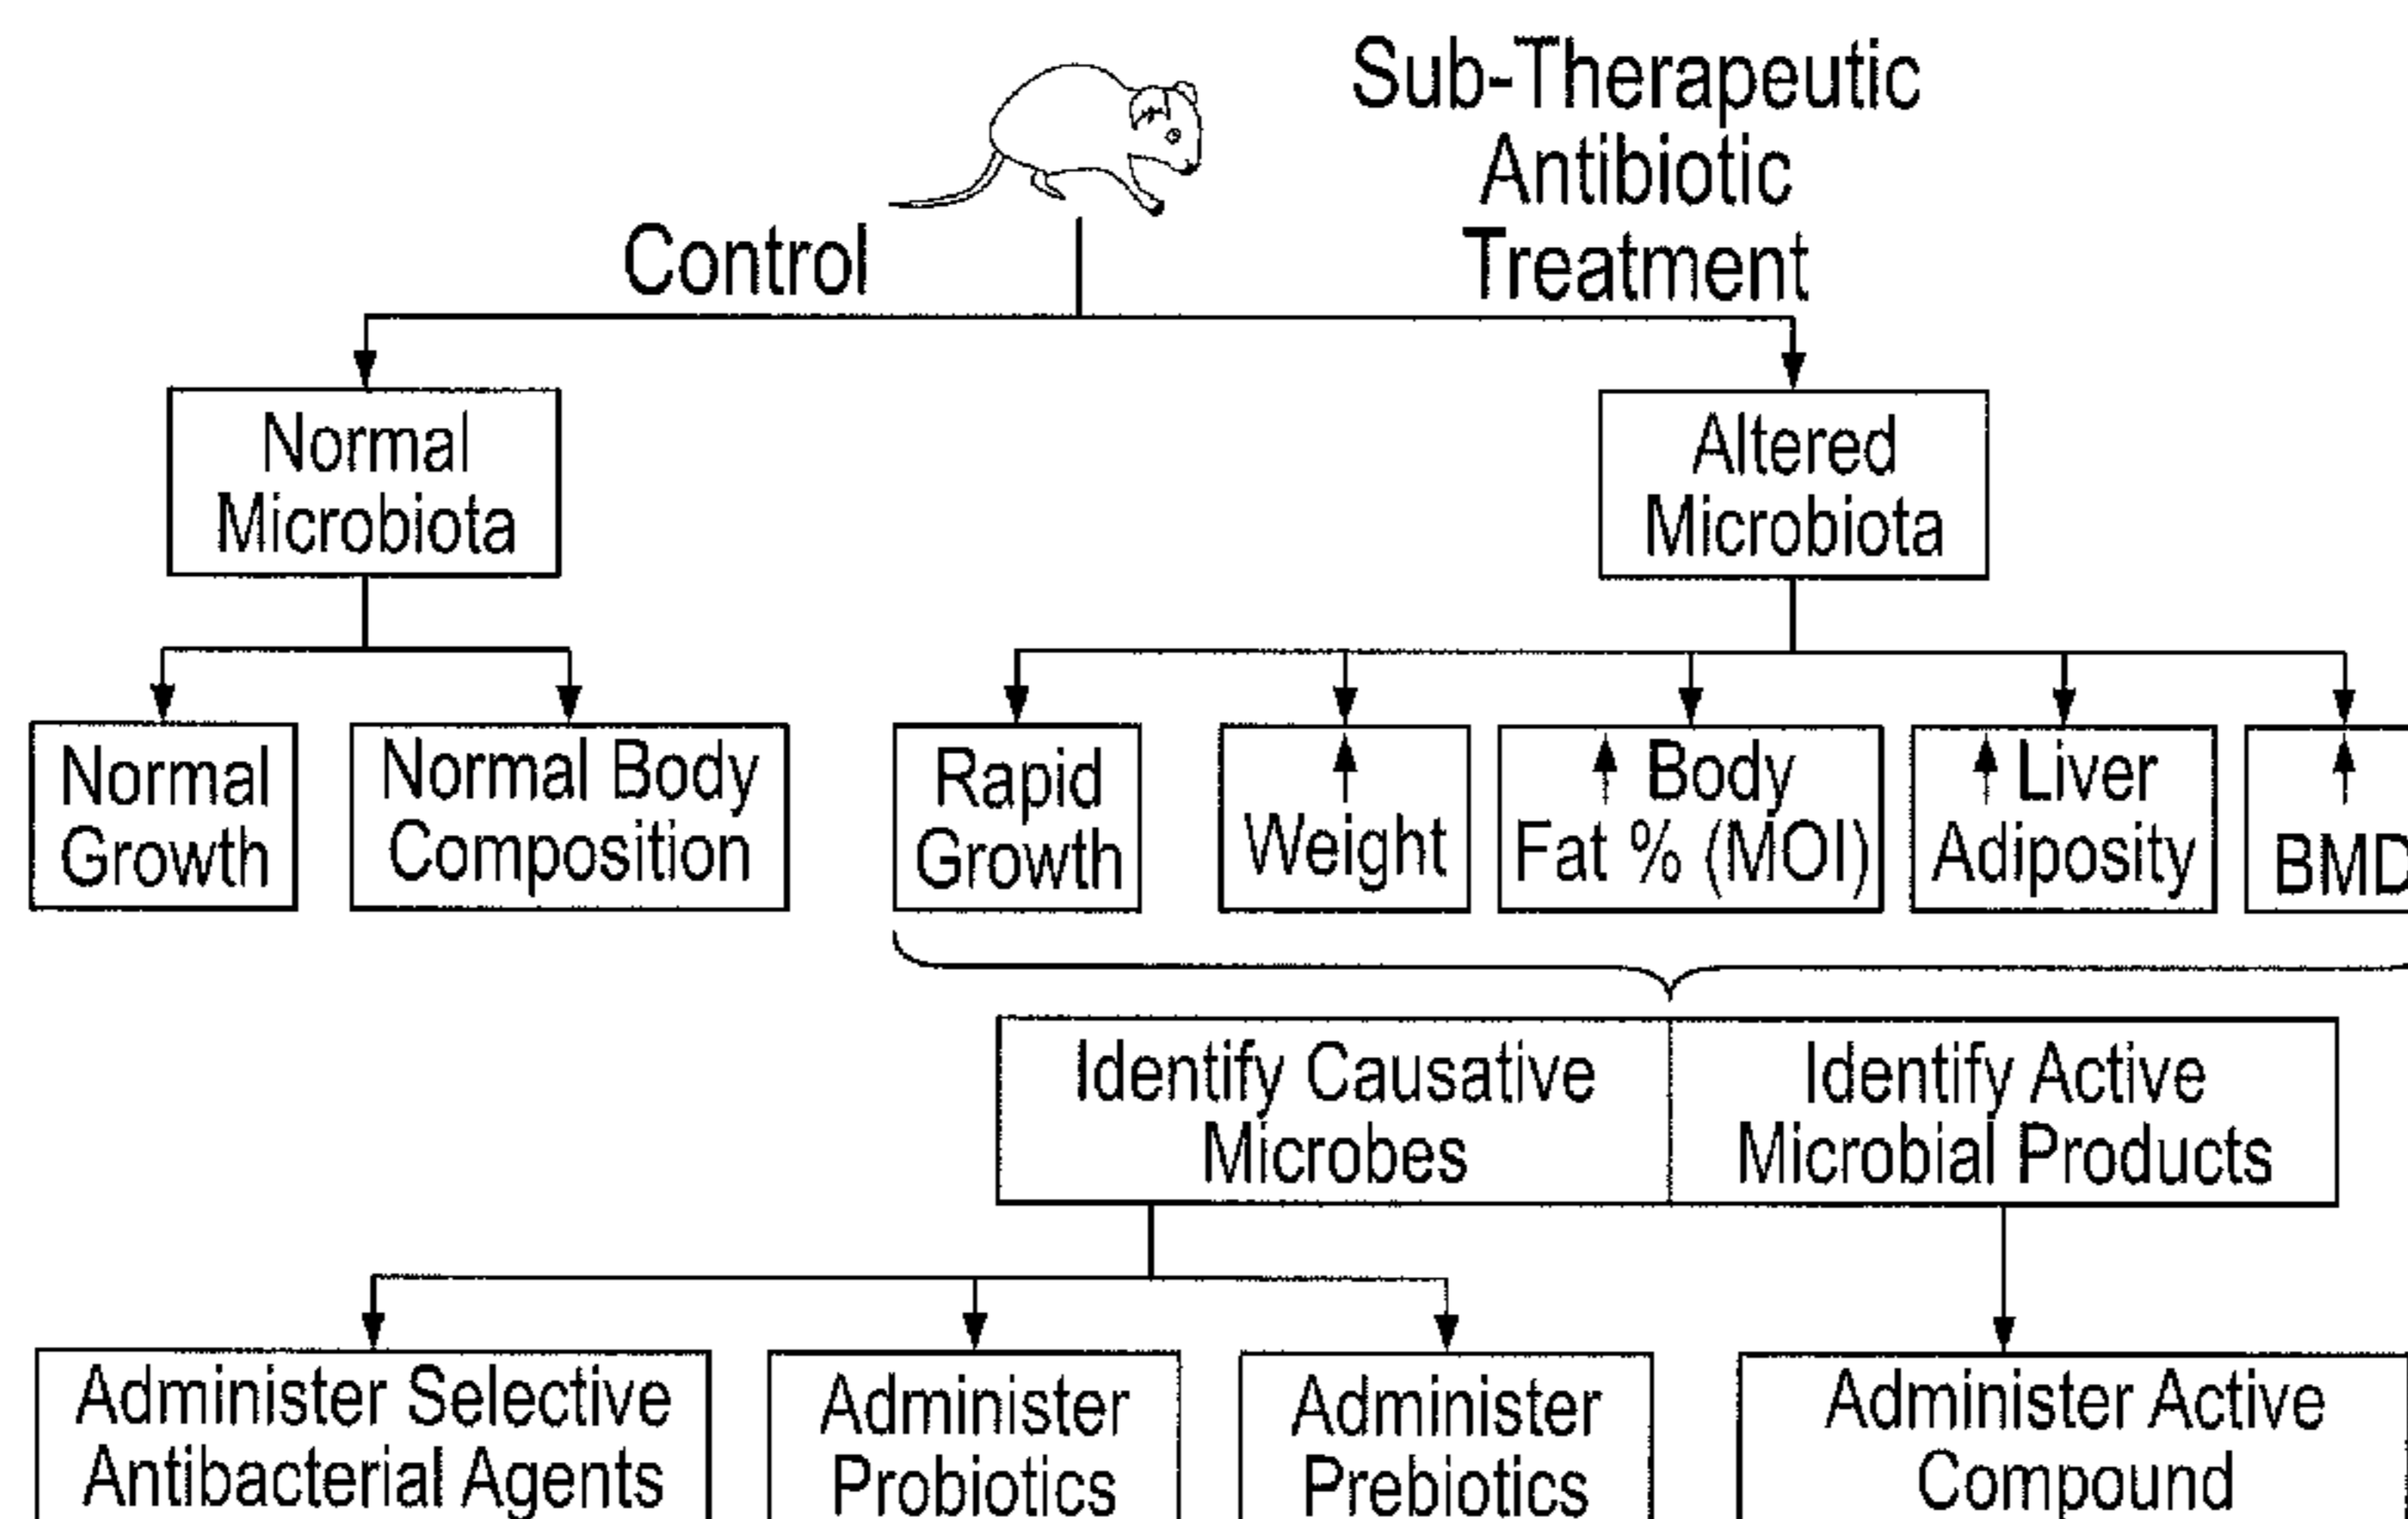 Sub-Therapeutic
Antibiotic
Treatment
Control
Normal
Microbiota
Altered
Microbiota
Normal
Growth
Normal Body
Composition
Rapid
Growth
↑
Weight
↑ Body
Fat % (MOI)
↑ Liver
Adiposity
↑
BMD
Identify Causative
Microbes
Identify Active
Microbial Products
Administer Selective
Antibacterial Agents
Administer
Probiotics
Administer
Prebiotics
Administer Active
Compound